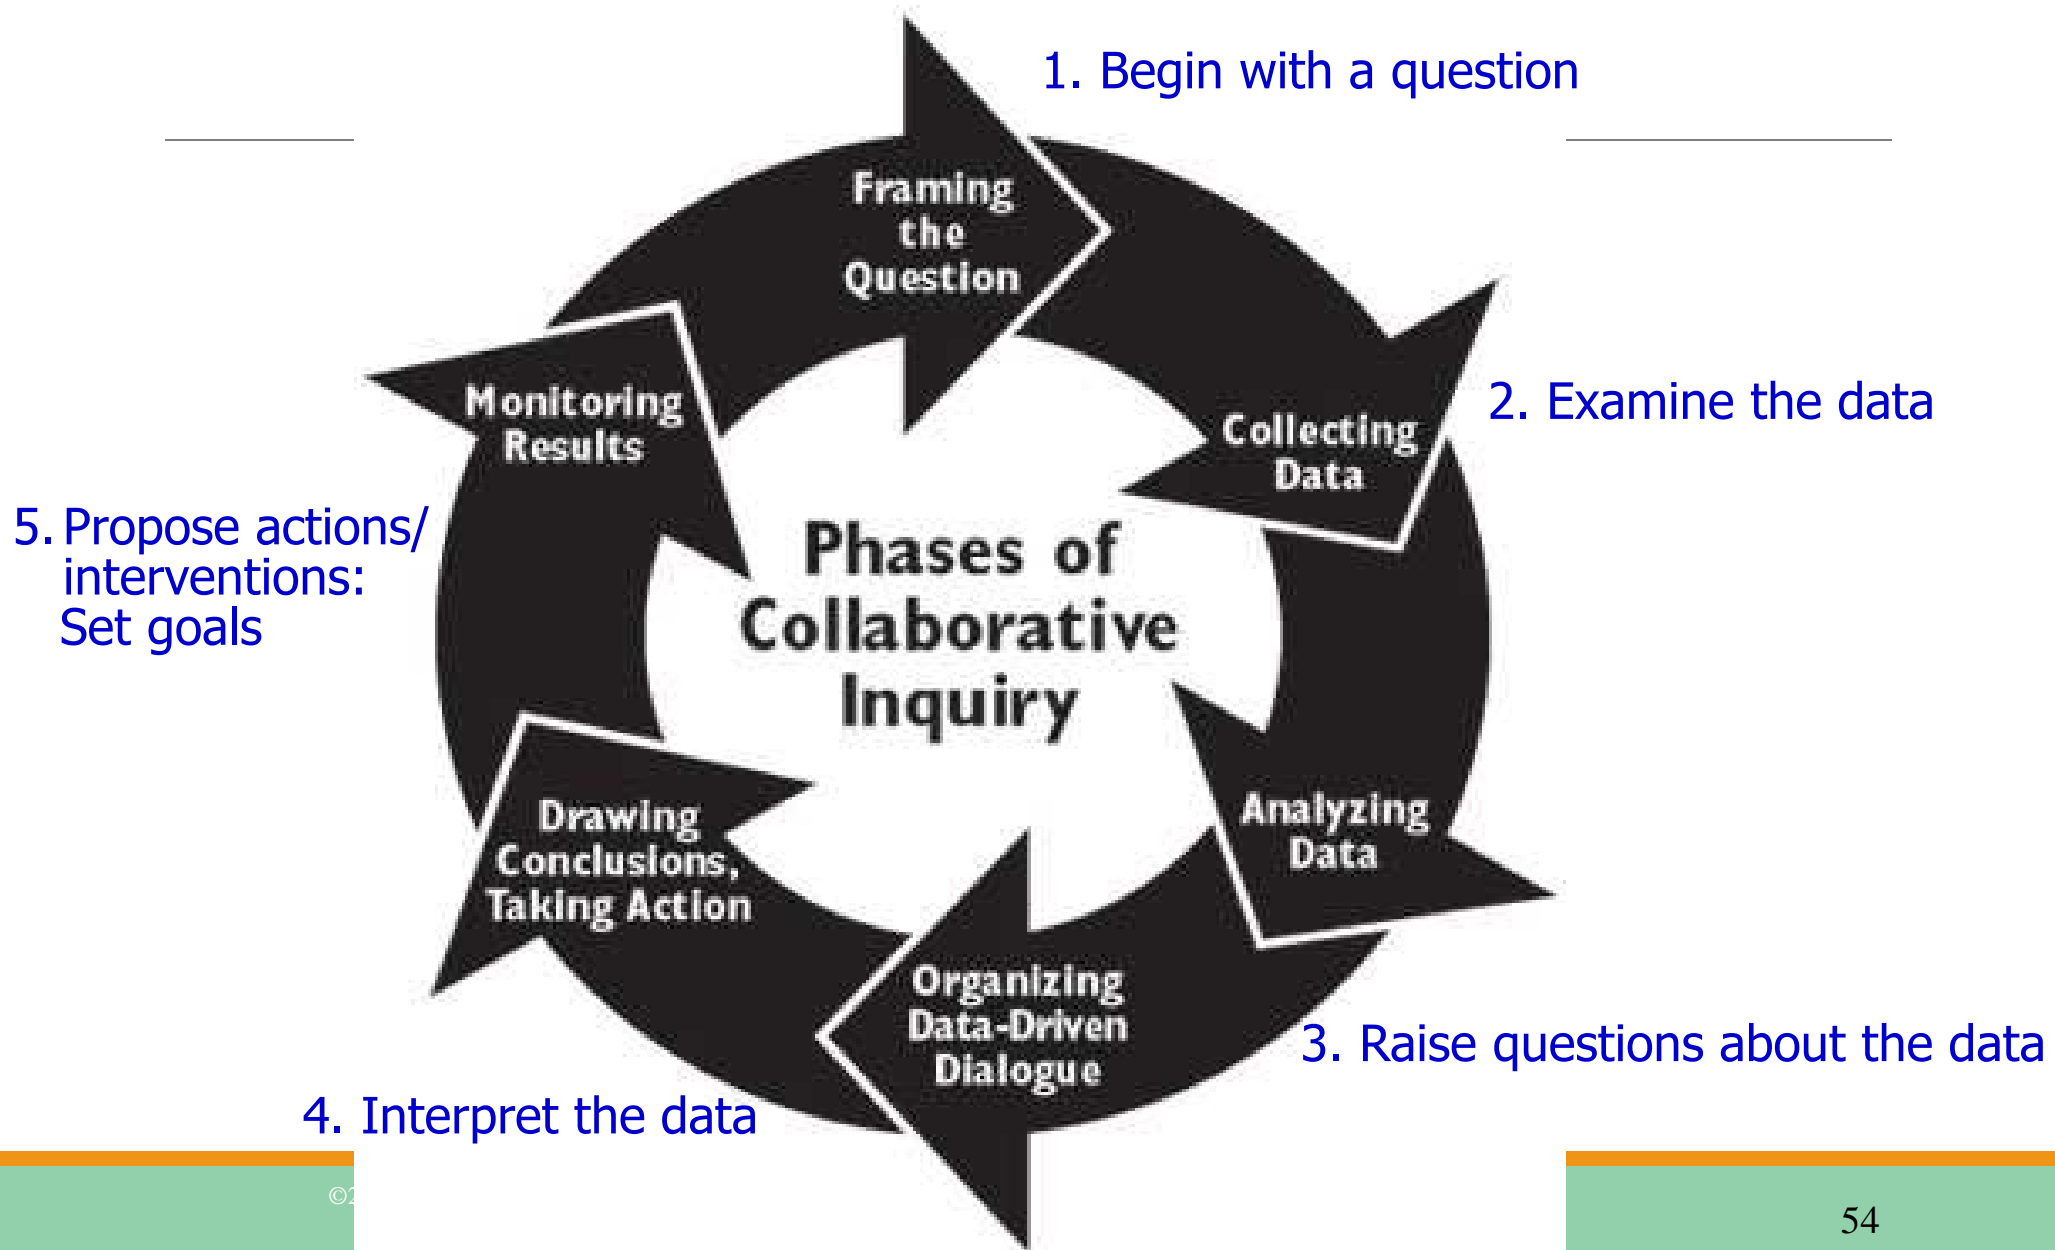 1. Begin with a question
Framing
the
Question
Collecting
Data
2. Examine the data
Monitoring
Results
5. Propose actions/
interventions:
Set goals
Phases of
Collaborative
Inquiry
Analyzing
Data
Drawing
Conclusions,
Taking Action
Organizing
Data-Driven
Dialogue
3. Raise questions about the data
4. Interpret the data
54